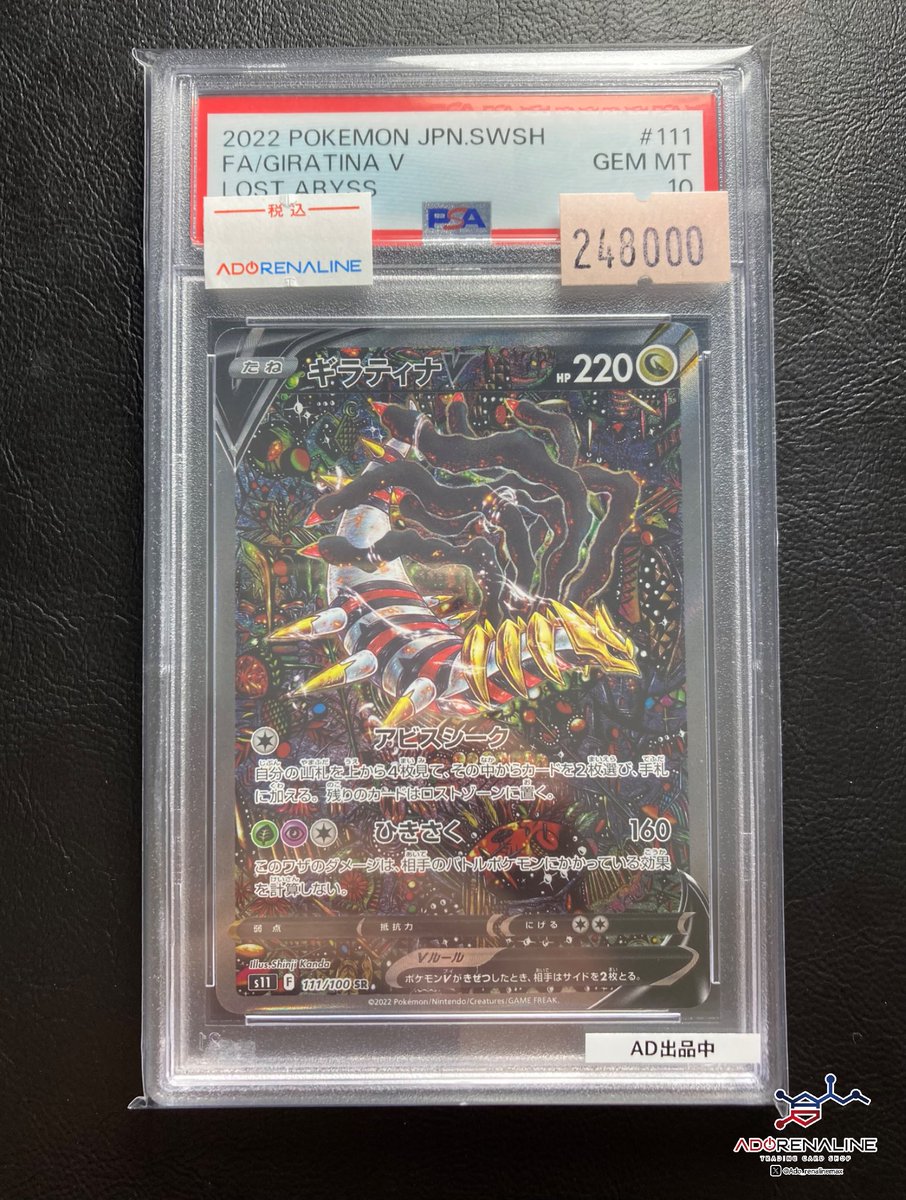 2022 POKEMON JPN.SWSH #111
FA/GIRATINA V GEM MT
LOST ABYSS 10
PSA
税込
ADORENALINE
248000
たね ギラティナV HP 220
アビスシーク
自分の山札を上から4枚見て、その中からカードを2枚選び、手札
に加える。残りのカードはロストゾーンに置く。
ひきさく 160
このワザのダメージは、相手のバトルポケモンにかかっている効果
を計算しない。
弱点 抵抗力 にげる
Vルール
ポケモンVがきぜつしたとき、相手はサイドを2枚とる。
Illus.Shinji Kanda
s11 F 111/100 SR
©2022 Pokémon/Nintendo/Creatures/GAME FREAK.
AD出品中
ADORENALINE
TRADING CARD SHOP
X @Ado_renalinemax